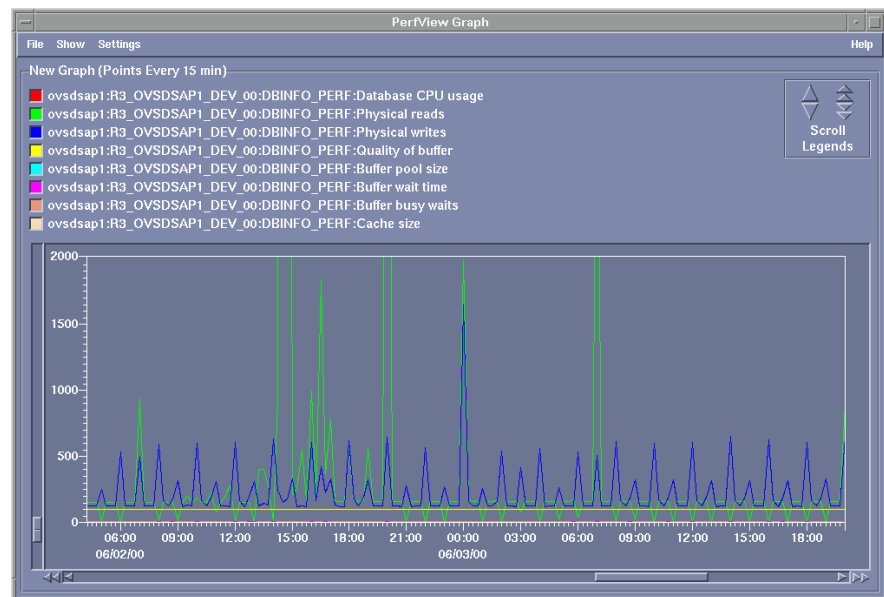 PerfView Graph
File Show Settings Help
New Graph (Points Every 15 min)
ovsdsap1:R3_OVSDSAP1_DEV_00:DBINFO_PERF:Database CPU usage
ovsdsap1:R3_OVSDSAP1_DEV_00:DBINFO_PERF:Physical reads
ovsdsap1:R3_OVSDSAP1_DEV_00:DBINFO_PERF:Physical writes
ovsdsap1:R3_OVSDSAP1_DEV_00:DBINFO_PERF:Quality of buffer
ovsdsap1:R3_OVSDSAP1_DEV_00:DBINFO_PERF:Buffer pool size
ovsdsap1:R3_OVSDSAP1_DEV_00:DBINFO_PERF:Buffer wait time
ovsdsap1:R3_OVSDSAP1_DEV_00:DBINFO_PERF:Buffer busy waits
ovsdsap1:R3_OVSDSAP1_DEV_00:DBINFO_PERF:Cache size
Scroll
Legends
2000
1500
1000
500
0
06:00 09:00 12:00 15:00 18:00 21:00 00:00 03:00 06:00 09:00 12:00 15:00 18:00
06/02/00 06/03/00